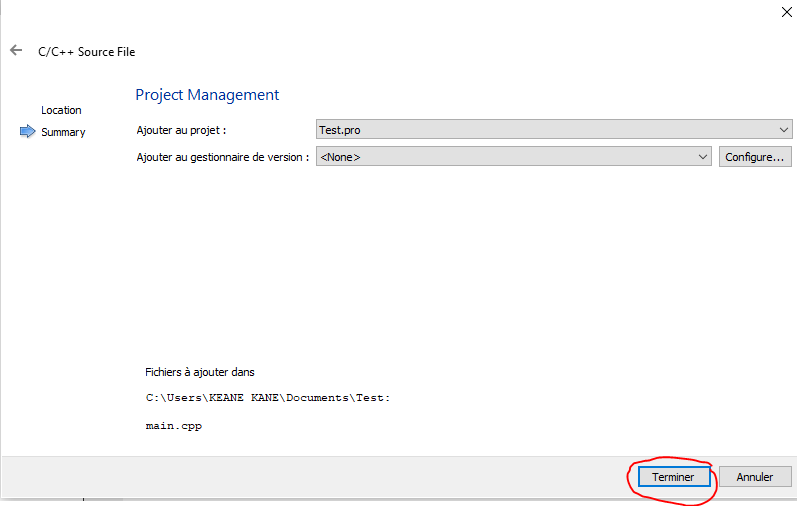 C/C++ Source File
Project Management
Location
Summary
Ajouter au projet :
Test.pro
Ajouter au gestionnaire de version :
<None>
Configure...
Fichiers à ajouter dans
C:\Users\KEANE KANE\Documents\Test:
main.cpp
Terminer
Annuler